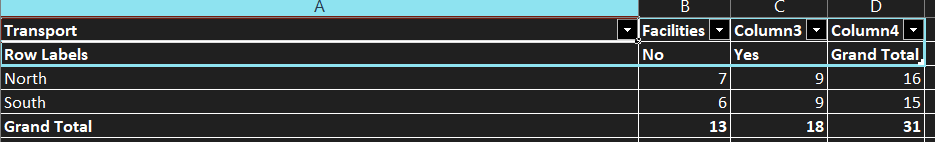 A B C D
Transport Facilities Column3 Column4
Row Labels No Yes Grand Total
North 7 9 16
South 6 9 15
Grand Total 13 18 31